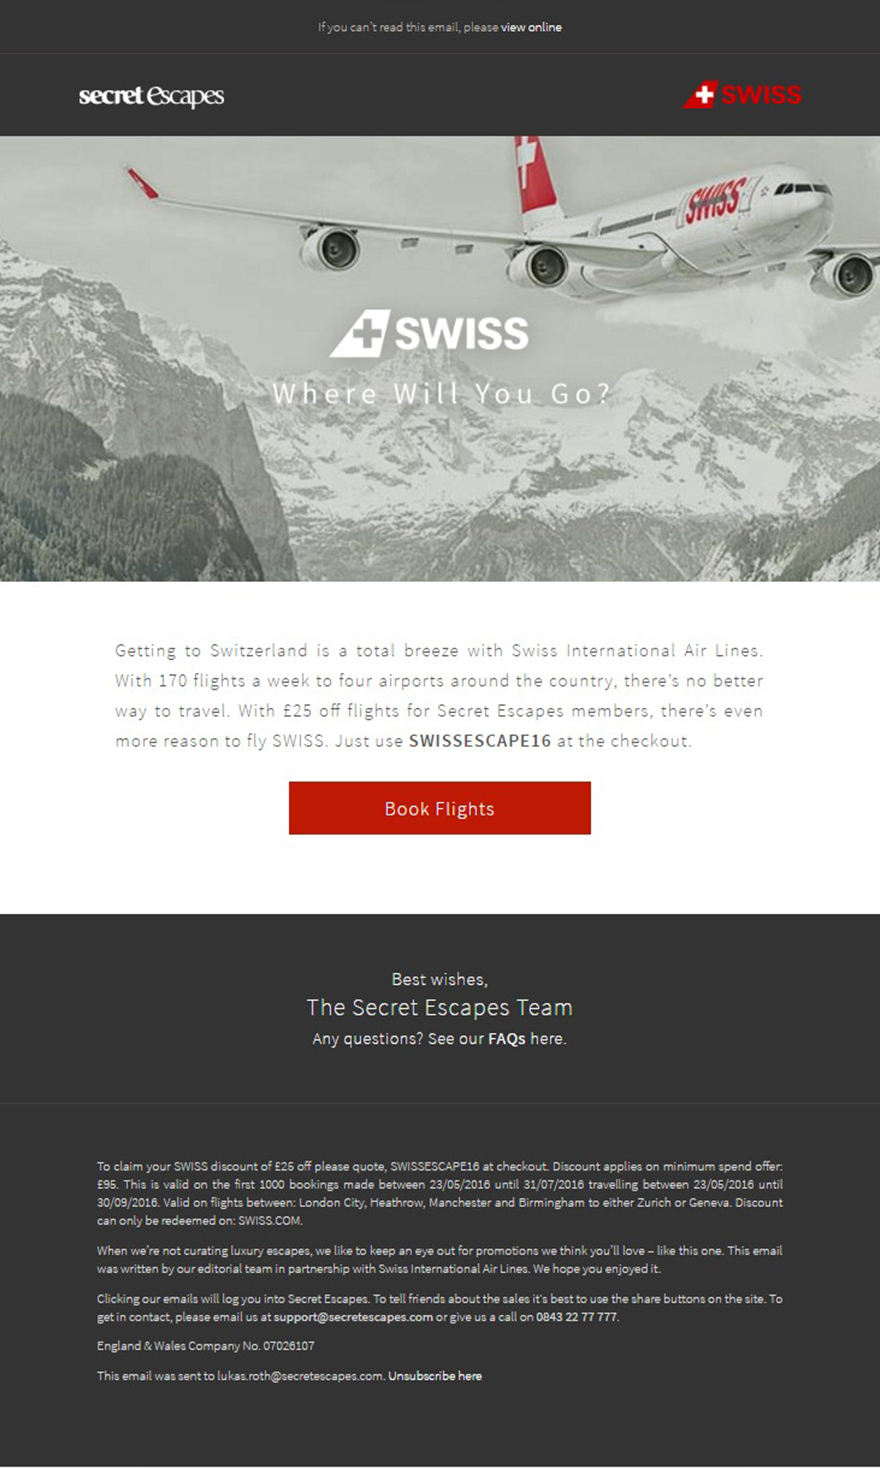 If you can't read this email, please view online
secret escapes
SWISS
SWISS
SWISS
Where Will You Go?
Getting to Switzerland is a total breeze with Swiss International Air Lines.
With 170 flights a week to four airports around the country, there's no better
way to travel. With £25 off flights for Secret Escapes members, there's even
more reason to fly SWISS. Just use SWISSESCAPE16 at the checkout.
Book Flights
Best wishes,
The Secret Escapes Team
Any questions? See our FAQs here.
To claim your SWISS discount of £25 off please quote, SWISSESCAPE16 at checkout. Discount applies on minimum spend offer:
£95. This is valid on the first 1000 bookings made between 23/05/2016 until 31/07/2016 travelling between 23/05/2016 until
30/09/2016. Valid on flights between: London City, Heathrow, Manchester and Birmingham to either Zurich or Geneva. Discount
can only be redeemed on: SWISS.COM.
When we're not curating luxury escapes, we like to keep an eye out for promotions we think you'll love – like this one. This email
was written by our editorial team in partnership with Swiss International Air Lines. We hope you enjoyed it.
Clicking our emails will log you into Secret Escapes. To tell friends about the sales it's best to use the share buttons on the site. To
get in contact, please email us at support@secretescapes.com or give us a call on 0843 22 77 777.
England & Wales Company No. 07026107
This email was sent to lukas.roth@secretescapes.com. Unsubscribe here